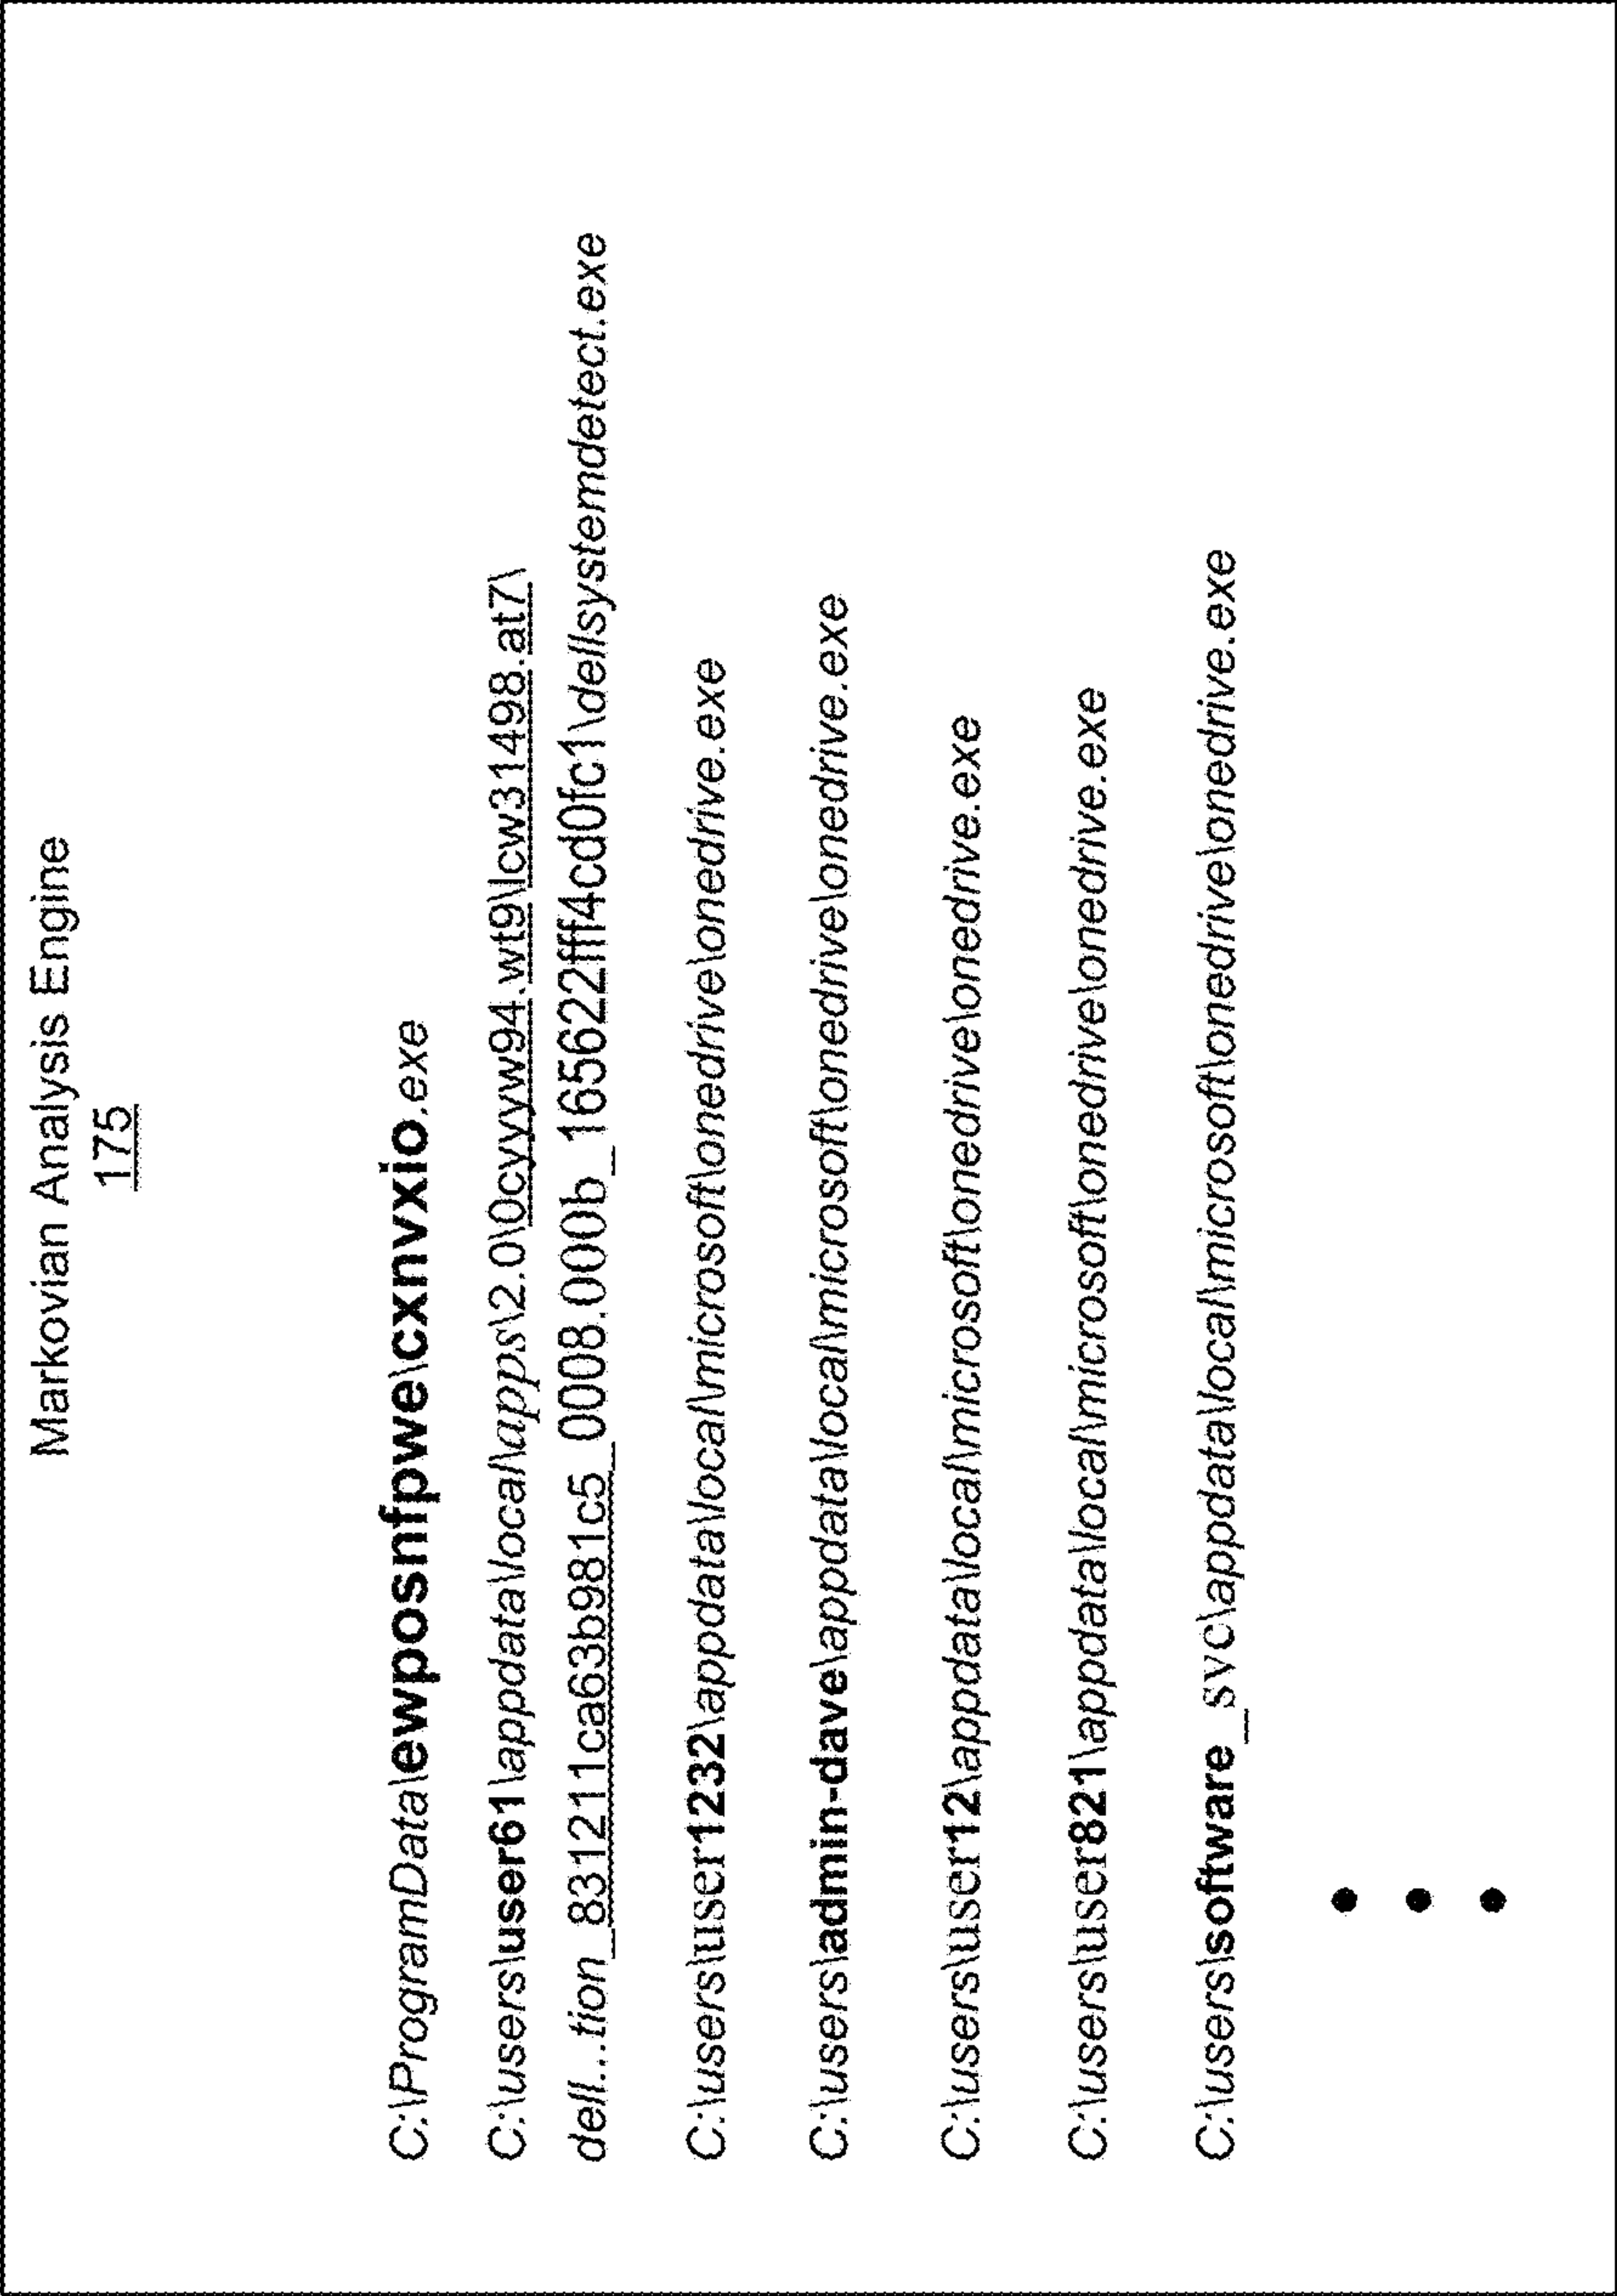 Markovian Analysis Engine
175
C:\ProgramData\ewposnfpwe\cxnvxio.exe
C:\users\user61\appdata\local\apps\2.0\0cyyyw94.wt9\lcw31498.at7\
dell...tion_831211ca63b981c5_0008.000b_165622fff4cd0fc1\dellsystemdetect.exe
C:\users\user1232\appdata\local\microsoft\onedrive\onedrive.exe
C:\users\admin-dave\appdata\local\microsoft\onedrive\onedrive.exe
C:\users\user12\appdata\local\microsoft\onedrive\onedrive.exe
C:\users\user821\appdata\local\microsoft\onedrive\onedrive.exe
C:\users\software_svc\appdata\local\microsoft\onedrive\onedrive.exe